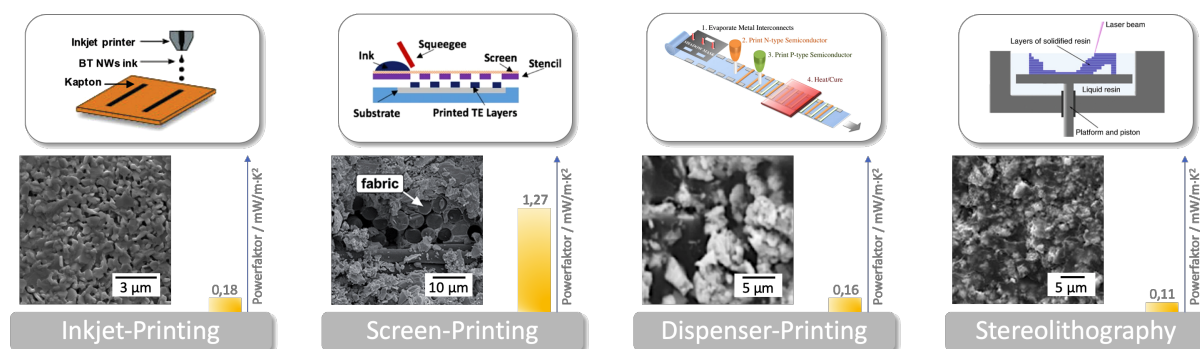 Inkjet printer
BT NWs ink
Kapton
3 μm
0,18
Powerfaktor / mW/m·K²
Inkjet-Printing
Ink
Squeegee
Screen
Stencil
Substrate
Printed TE Layers
fabric
10 μm
1,27
Powerfaktor / mW/m·K²
Screen-Printing
1. Evaporate Metal Interconnects
2. Print N-type Semiconductor
3. Print P-type Semiconductor
4. Heat/Cure
5 μm
0,16
Powerfaktor / mW/m·K²
Dispenser-Printing
Laser beam
Layers of solidified resin
Liquid resin
Platform and piston
5 μm
0,11
Powerfaktor / mW/m·K²
Stereolithography